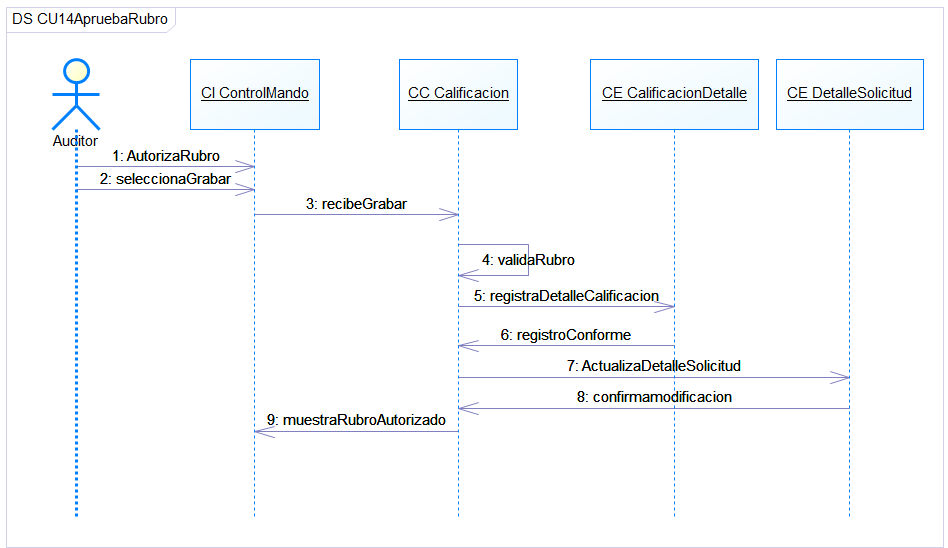 DS CU14ApruebaRubro
CI ControlMando
CC Calificacion
CE CalificacionDetalle
CE DetalleSolicitud
Auditor
1: AutorizaRubro
2: seleccionaGrabar
3: recibeGrabar
4: validaRubro
5: registraDetalleCalificacion
6: registroConforme
7: ActualizaDetalleSolicitud
8: confirmamodificacion
9: muestraRubroAutorizado